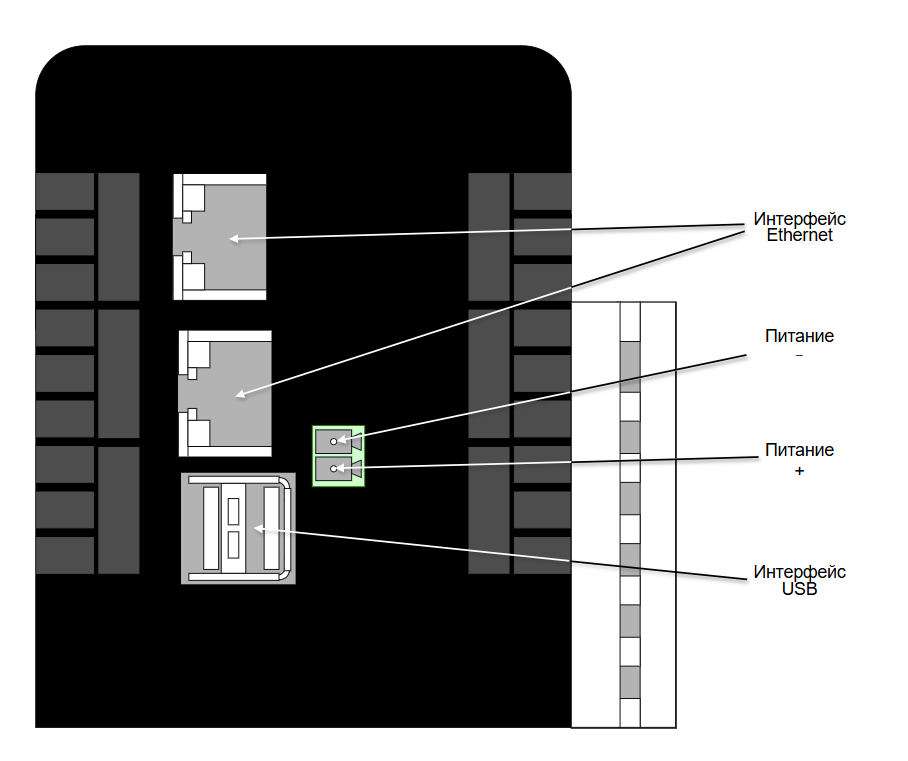 Интерфейс
Ethernet
Питание
–
Питание
+
Интерфейс
USB